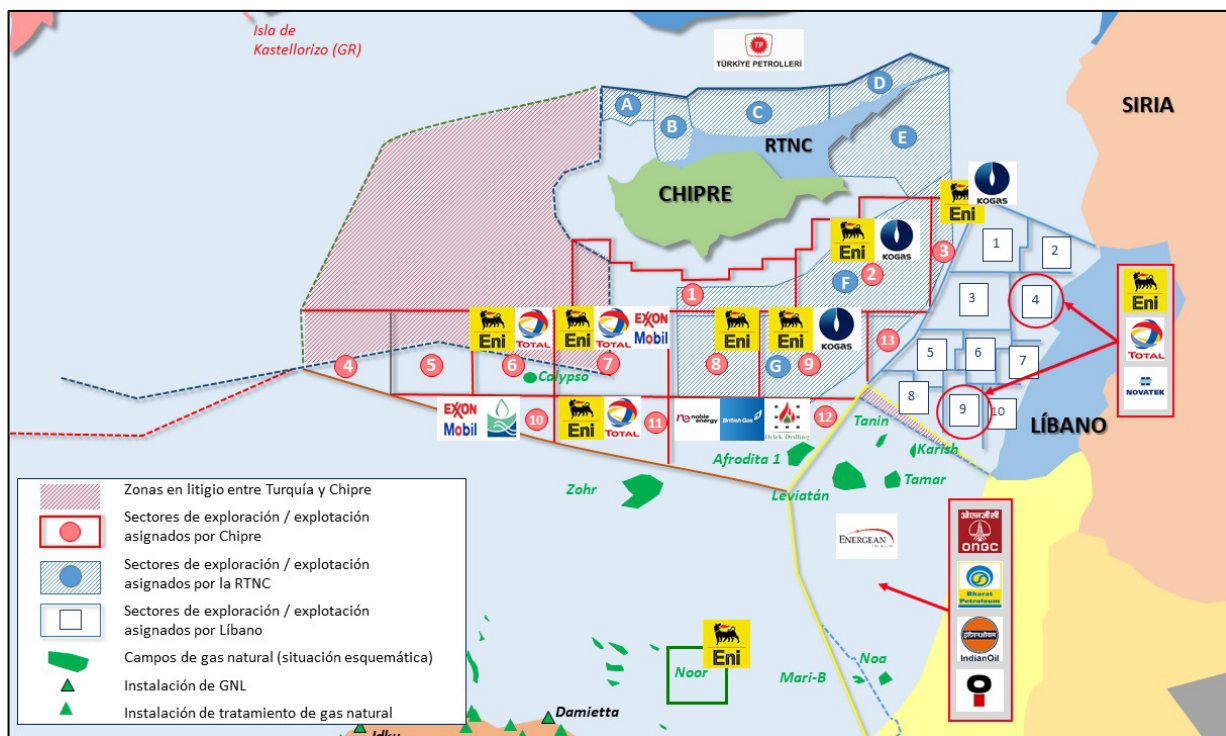 Isla de
Kastellorizo (GR)
TP
TÜRKİYE PETROLLERİ
SIRIA
A
B
C
D
E
RTNC
CHIPRE
Eni
KOGAS
Eni
KOGAS
1
2
3
4
5
6
7
8
9
10
Eni
TOTAL
NOVATEK
LÍBANO
1
2
3
F
Eni
TOTAL
Eni
TOTAL
EXXON
Mobil
Eni
Eni
KOGAS
4
5
6
7
8
G
9
13
Calypso
EXXON
Mobil
10
Eni
TOTAL
11
noble
energy
British Gas
Delek Drilling
12
Tanin
Karish
Afrodita 1
Leviatán
Tamar
Zohr
ENERGEAN
ओएनजीसी
ONGC
Bharat
Petroleum
इंडियनऑयल
IndianOil
Eni
Noor
Mari-B
Noa
Damietta
Idku
Zonas en litigio entre Turquía y Chipre
Sectores de exploración / explotación
asignados por Chipre
Sectores de exploración / explotación
asignados por la RTNC
Sectores de exploración / explotación
asignados por Líbano
Campos de gas natural (situación esquemática)
Instalación de GNL
Instalación de tratamiento de gas natural